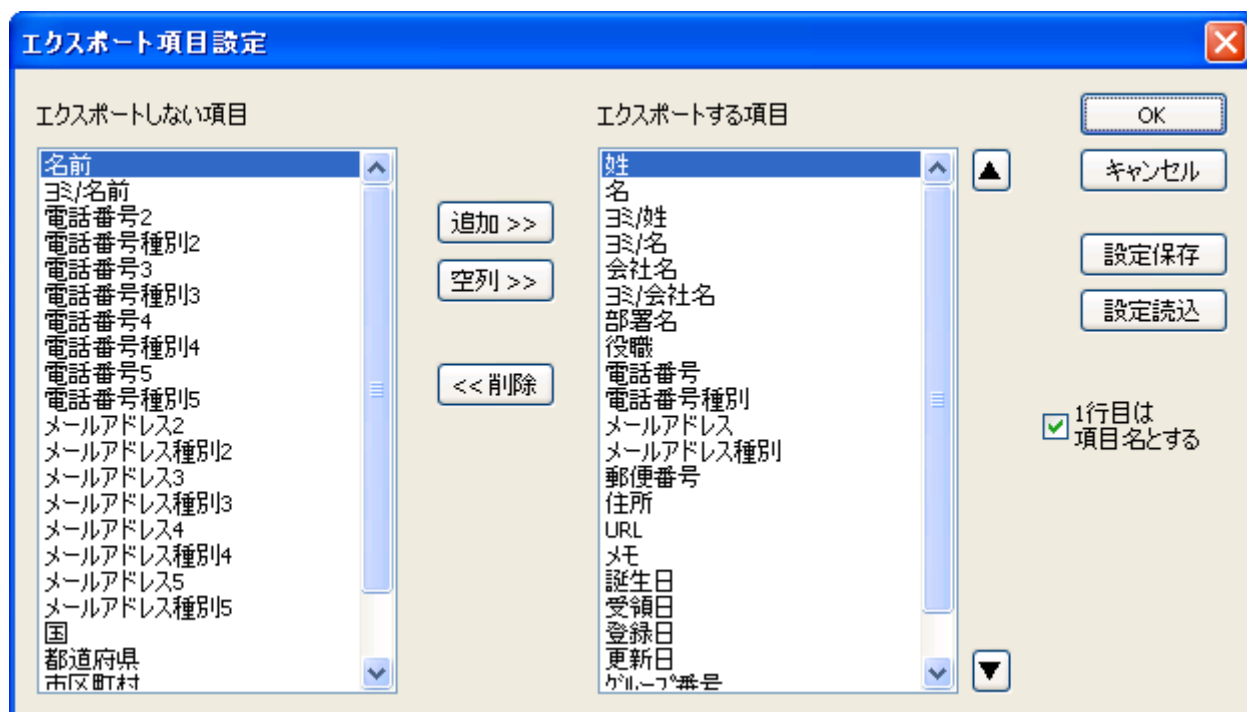 エクスポート項目設定
エクスポートしない項目
名前
ヨミ/名前
電話番号2
電話番号種別2
電話番号3
電話番号種別3
電話番号4
電話番号種別4
電話番号5
電話番号種別5
メールアドレス2
メールアドレス種別2
メールアドレス3
メールアドレス種別3
メールアドレス4
メールアドレス種別4
メールアドレス5
メールアドレス種別5
国
都道府県
市区町村
追加 >>
空列 >>
<< 削除
エクスポートする項目
姓
名
ヨミ/姓
ヨミ/名
会社名
ヨミ/会社名
部署名
役職
電話番号
電話番号種別
メールアドレス
メールアドレス種別
郵便番号
住所
URL
メモ
誕生日
受領日
登録日
更新日
グループ番号
OK
キャンセル
設定保存
設定読込
1行目は
項目名とする